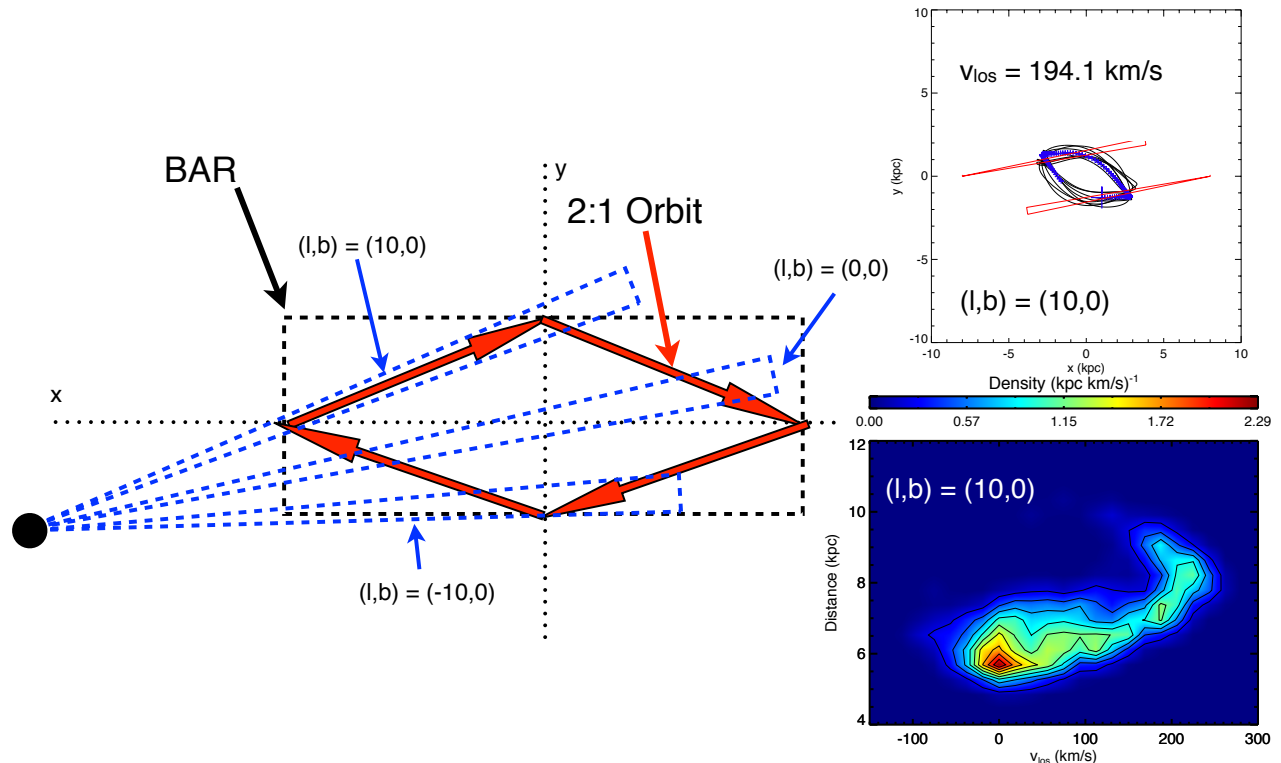 BAR
y
x
2:1 Orbit
(l,b) = (10,0)
(l,b) = (0,0)
(l,b) = (-10,0)
10
5
0
-5
-10
y (kpc)
vlos = 194.1 km/s
(l,b) = (10,0)
-10
-5
0
5
10
x (kpc)
Density (kpc km/s)-1
0.00
0.57
1.15
1.72
2.29
12
10
8
6
4
Distance (kpc)
(l,b) = (10,0)
-100
0
100
200
300
vlos (km/s)